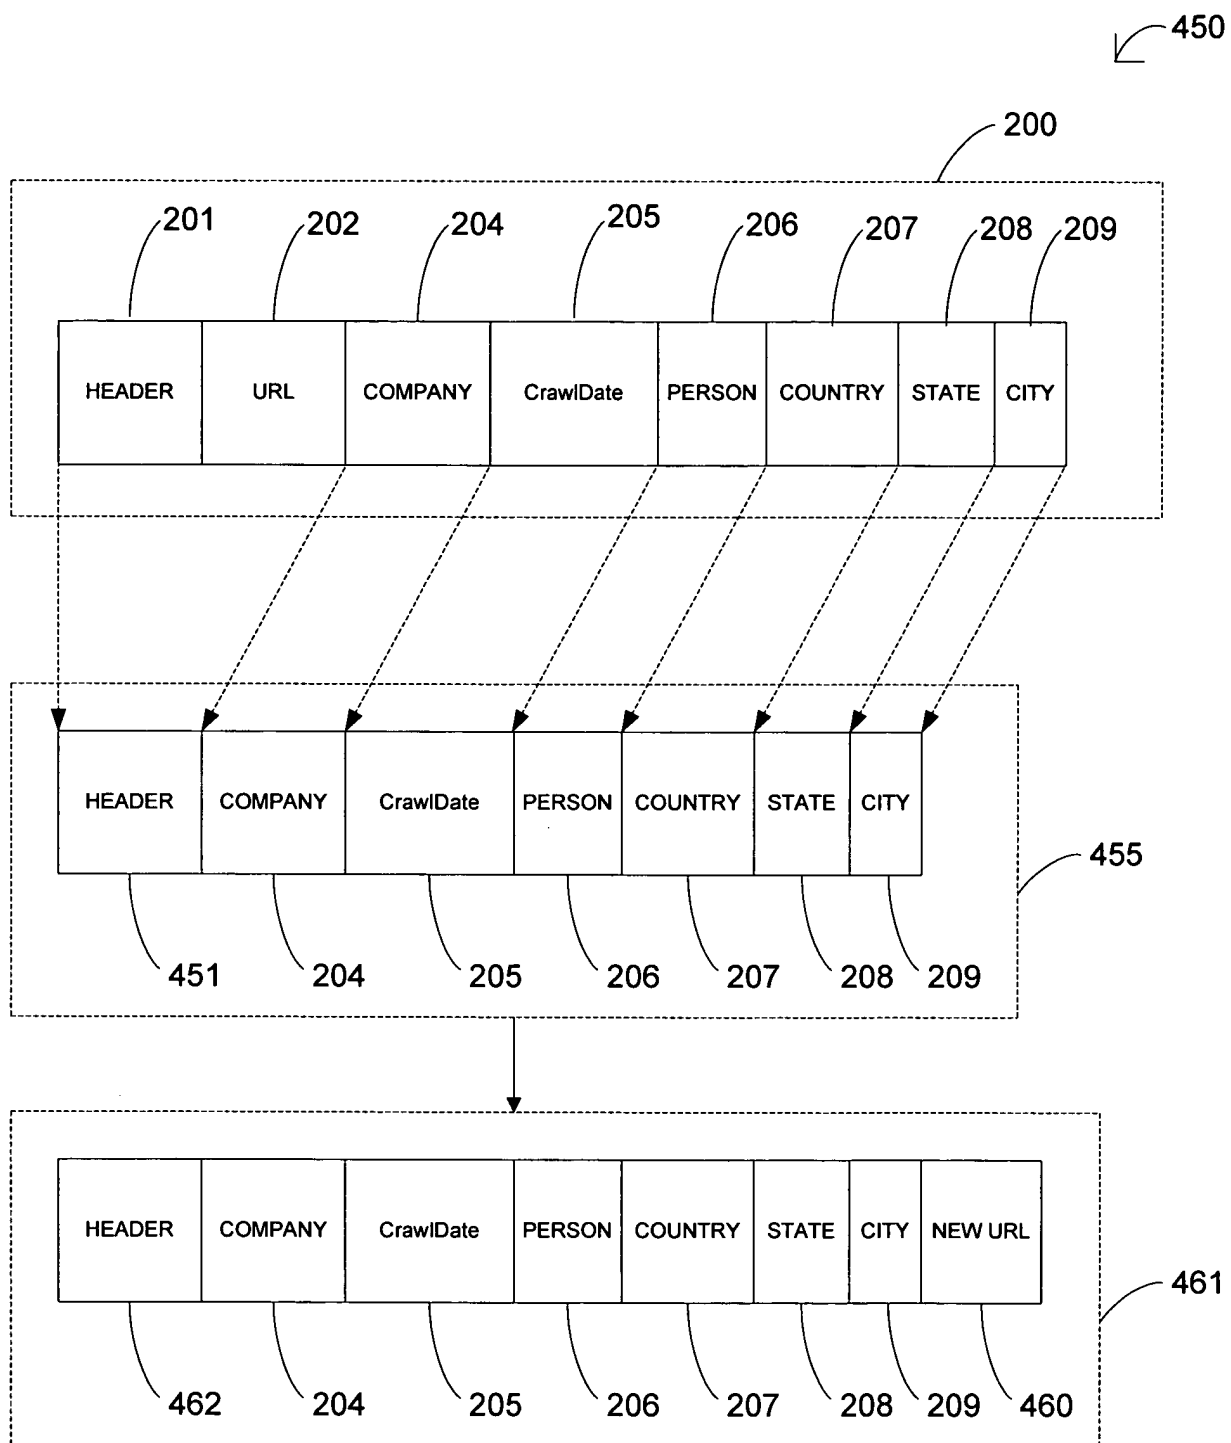 450
200
201 202 204 205 206 207 208 209
HEADER URL COMPANY CrawlDate PERSON COUNTRY STATE CITY
HEADER COMPANY CrawlDate PERSON COUNTRY STATE CITY
455
451 204 205 206 207 208 209
HEADER COMPANY CrawlDate PERSON COUNTRY STATE CITY NEW URL
461
462 204 205 206 207 208 209 460